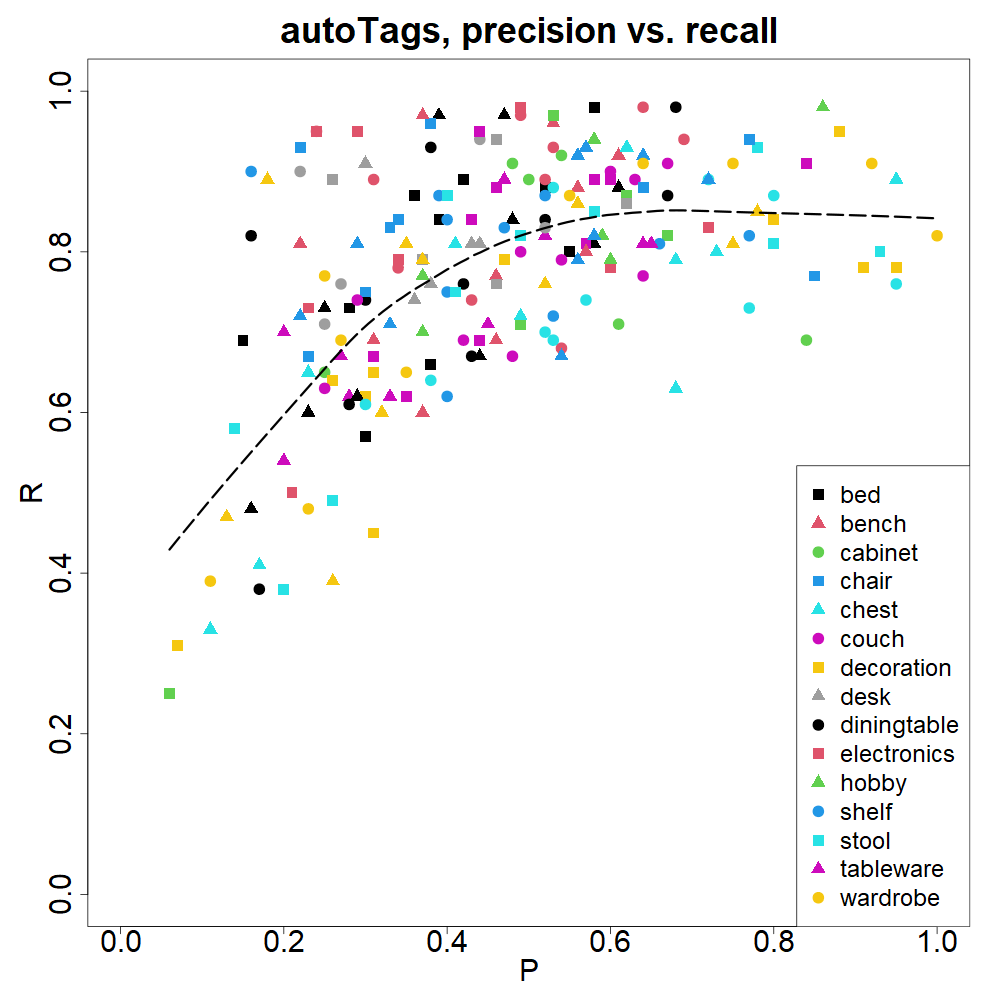 autoTags, precision vs. recall
1.0
0.8
0.6
0.4
0.2
0.0
R
bed
bench
cabinet
chair
chest
couch
decoration
desk
diningtable
electronics
hobby
shelf
stool
tableware
wardrobe
0.0 0.2 0.4 0.6 0.8 1.0
P